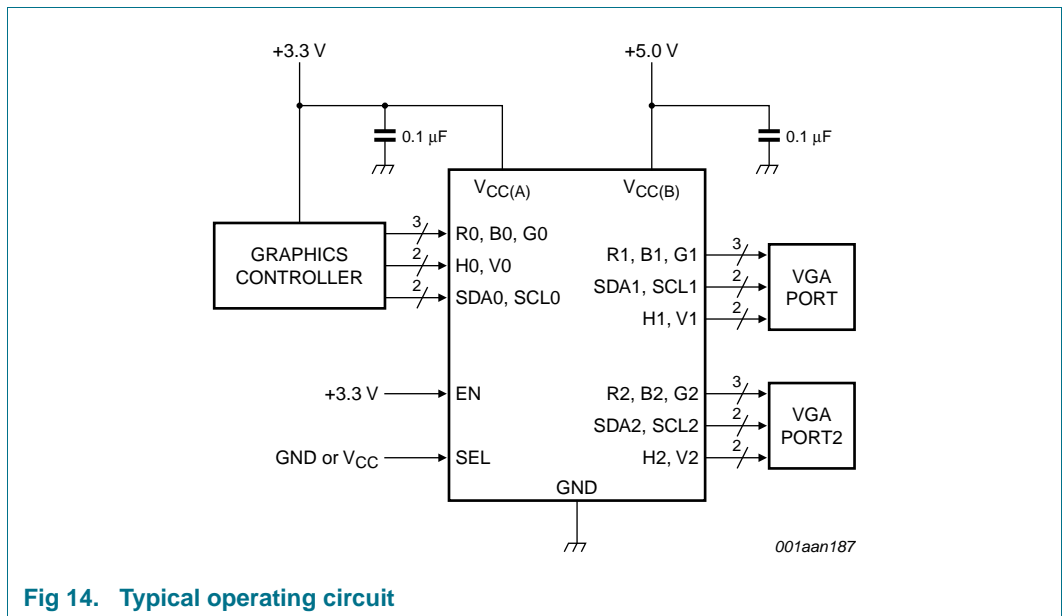 +3.3 V
+5.0 V
0.1 μF
0.1 μF
VCC(A)
VCC(B)
GRAPHICS
CONTROLLER
3
R0, B0, G0
2
H0, V0
2
SDA0, SCL0
R1, B1, G1
3
SDA1, SCL1
2
H1, V1
2
VGA
PORT
+3.3 V
EN
GND or VCC
SEL
R2, B2, G2
3
SDA2, SCL2
2
H2, V2
2
VGA
PORT2
GND
001aan187
Fig 14. Typical operating circuit